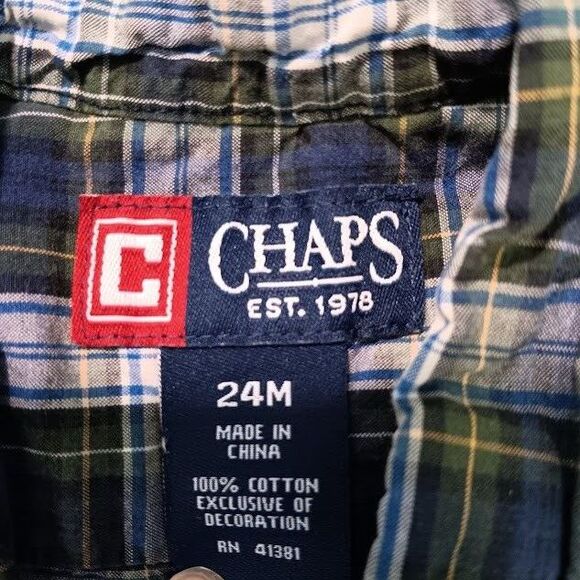 C
CHAPS
EST. 1978
24M
MADE IN
CHINA
100% COTTON
EXCLUSIVE OF
DECORATION
RN 41381